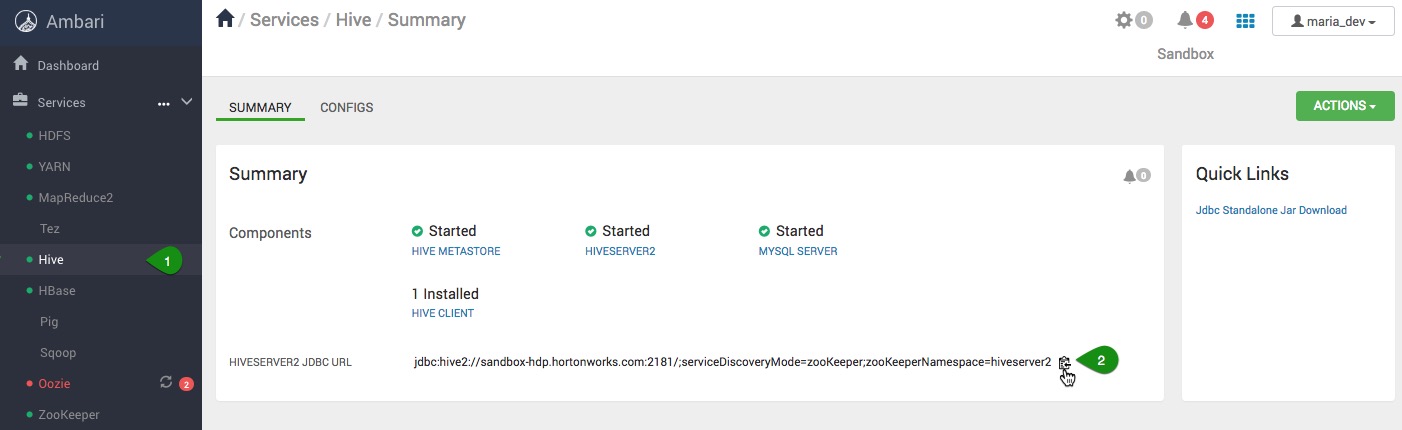 Ambari
Dashboard
Services
HDFS
YARN
MapReduce2
Tez
Hive
1
HBase
Pig
Sqoop
Oozie 2
ZooKeeper
/ Services / Hive / Summary
0 4 maria_dev
Sandbox
SUMMARY CONFIGS
ACTIONS
Summary
0
Components
Started Started Started
HIVE METASTORE HIVESERVER2 MYSQL SERVER
1 Installed
HIVE CLIENT
HIVESERVER2 JDBC URL jdbc:hive2://sandbox-hdp.hortonworks.com:2181/;serviceDiscoveryMode=zooKeeper;zooKeeperNamespace=hiveserver2 2
Quick Links
Jdbc Standalone Jar Download